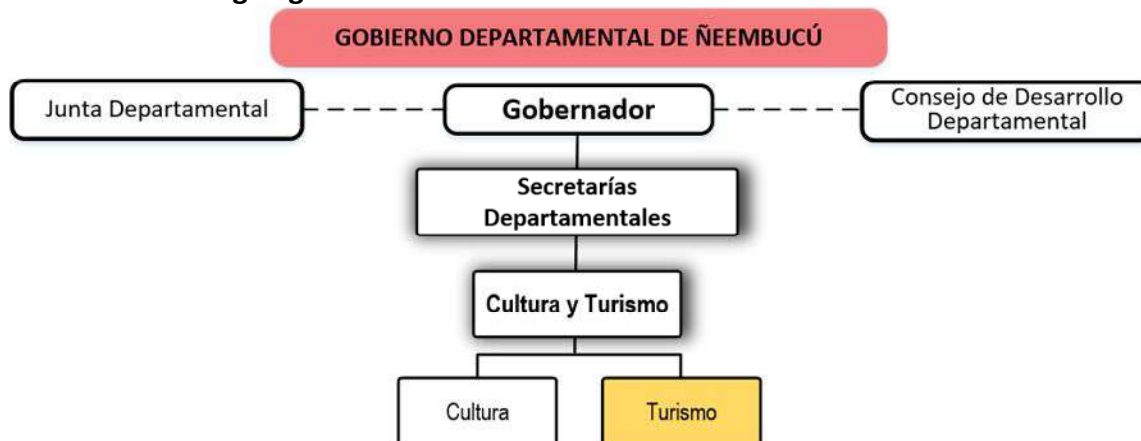 GOBIERNO DEPARTAMENTAL DE ÑEEMBUCÚ
Junta Departamental
Gobernador
Consejo de Desarrollo
Departamental
Secretarías
Departamentales
Cultura y Turismo
Cultura
Turismo